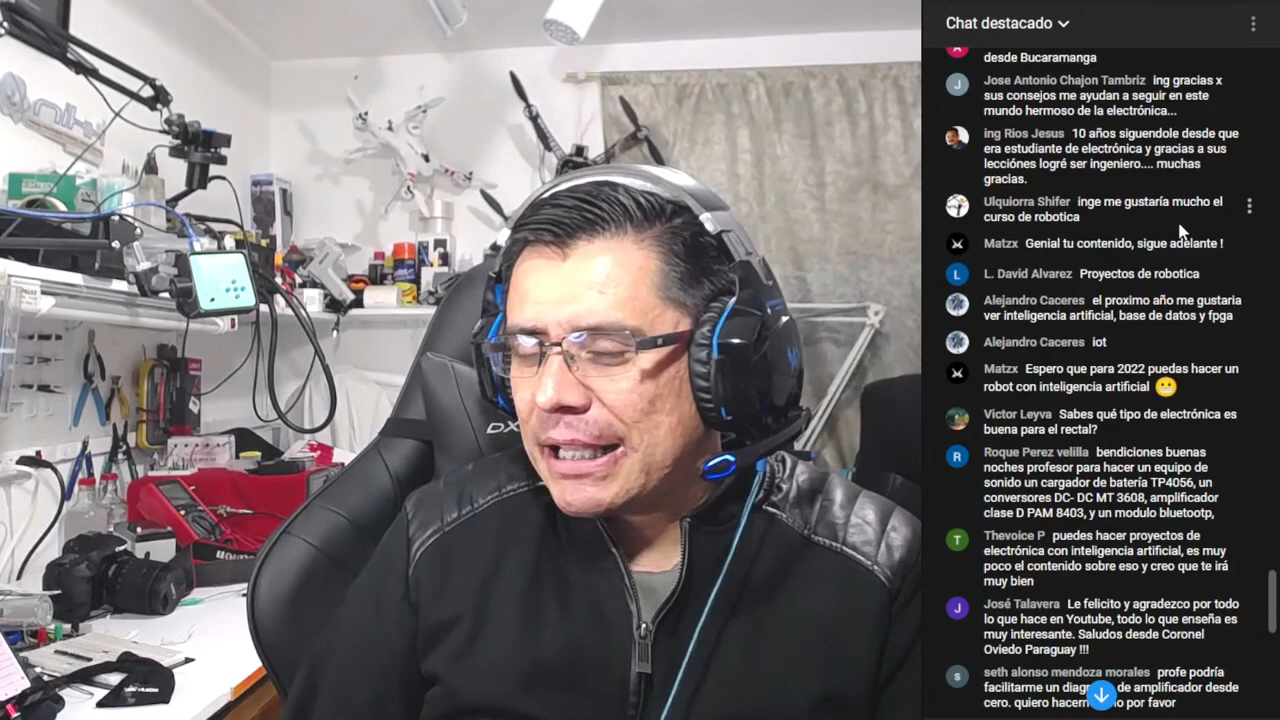 Chat destacado
desde Bucaramanga
Jose Antonio Chajon Tambriz ing gracias x
sus consejos me ayudan a seguir en este
mundo hermoso de la electrónica...
ing Rios Jesus 10 años siguendole desde que
era estudiante de electrónica y gracias a sus
lecciónes logré ser ingeniero.... muchas
gracias.
Ulquiorra Shifer inge me gustaría mucho el
curso de robotica
Matzx Genial tu contenido, sigue adelante !
L. David Alvarez Proyectos de robotica
Alejandro Caceres el proximo año me gustaria
ver inteligencia artificial, base de datos y fpga
Alejandro Caceres iot
Matzx Espero que para 2022 puedas hacer un
robot con inteligencia artificial
Victor Leyva Sabes qué tipo de electrónica es
buena para el rectal?
Roque Perez velilla bendiciones buenas
noches profesor para hacer un equipo de
sonido un cargador de batería TP4056, un
conversores DC- DC MT 3608, amplificador
clase D PAM 8403, y un modulo bluetootp,
Thevoice P puedes hacer proyectos de
electrónica con inteligencia artificial, es muy
poco el contenido sobre eso y creo que te irá
muy bien
José Talavera Le felicito y agradezco por todo
lo que hace en Youtube, todo lo que enseña es
muy interesante. Saludos desde Coronel
Oviedo Paraguay !!!
seth alonso mendoza morales profe podría
facilitarme un de amplificador desde
cero. quiero por favor
DX